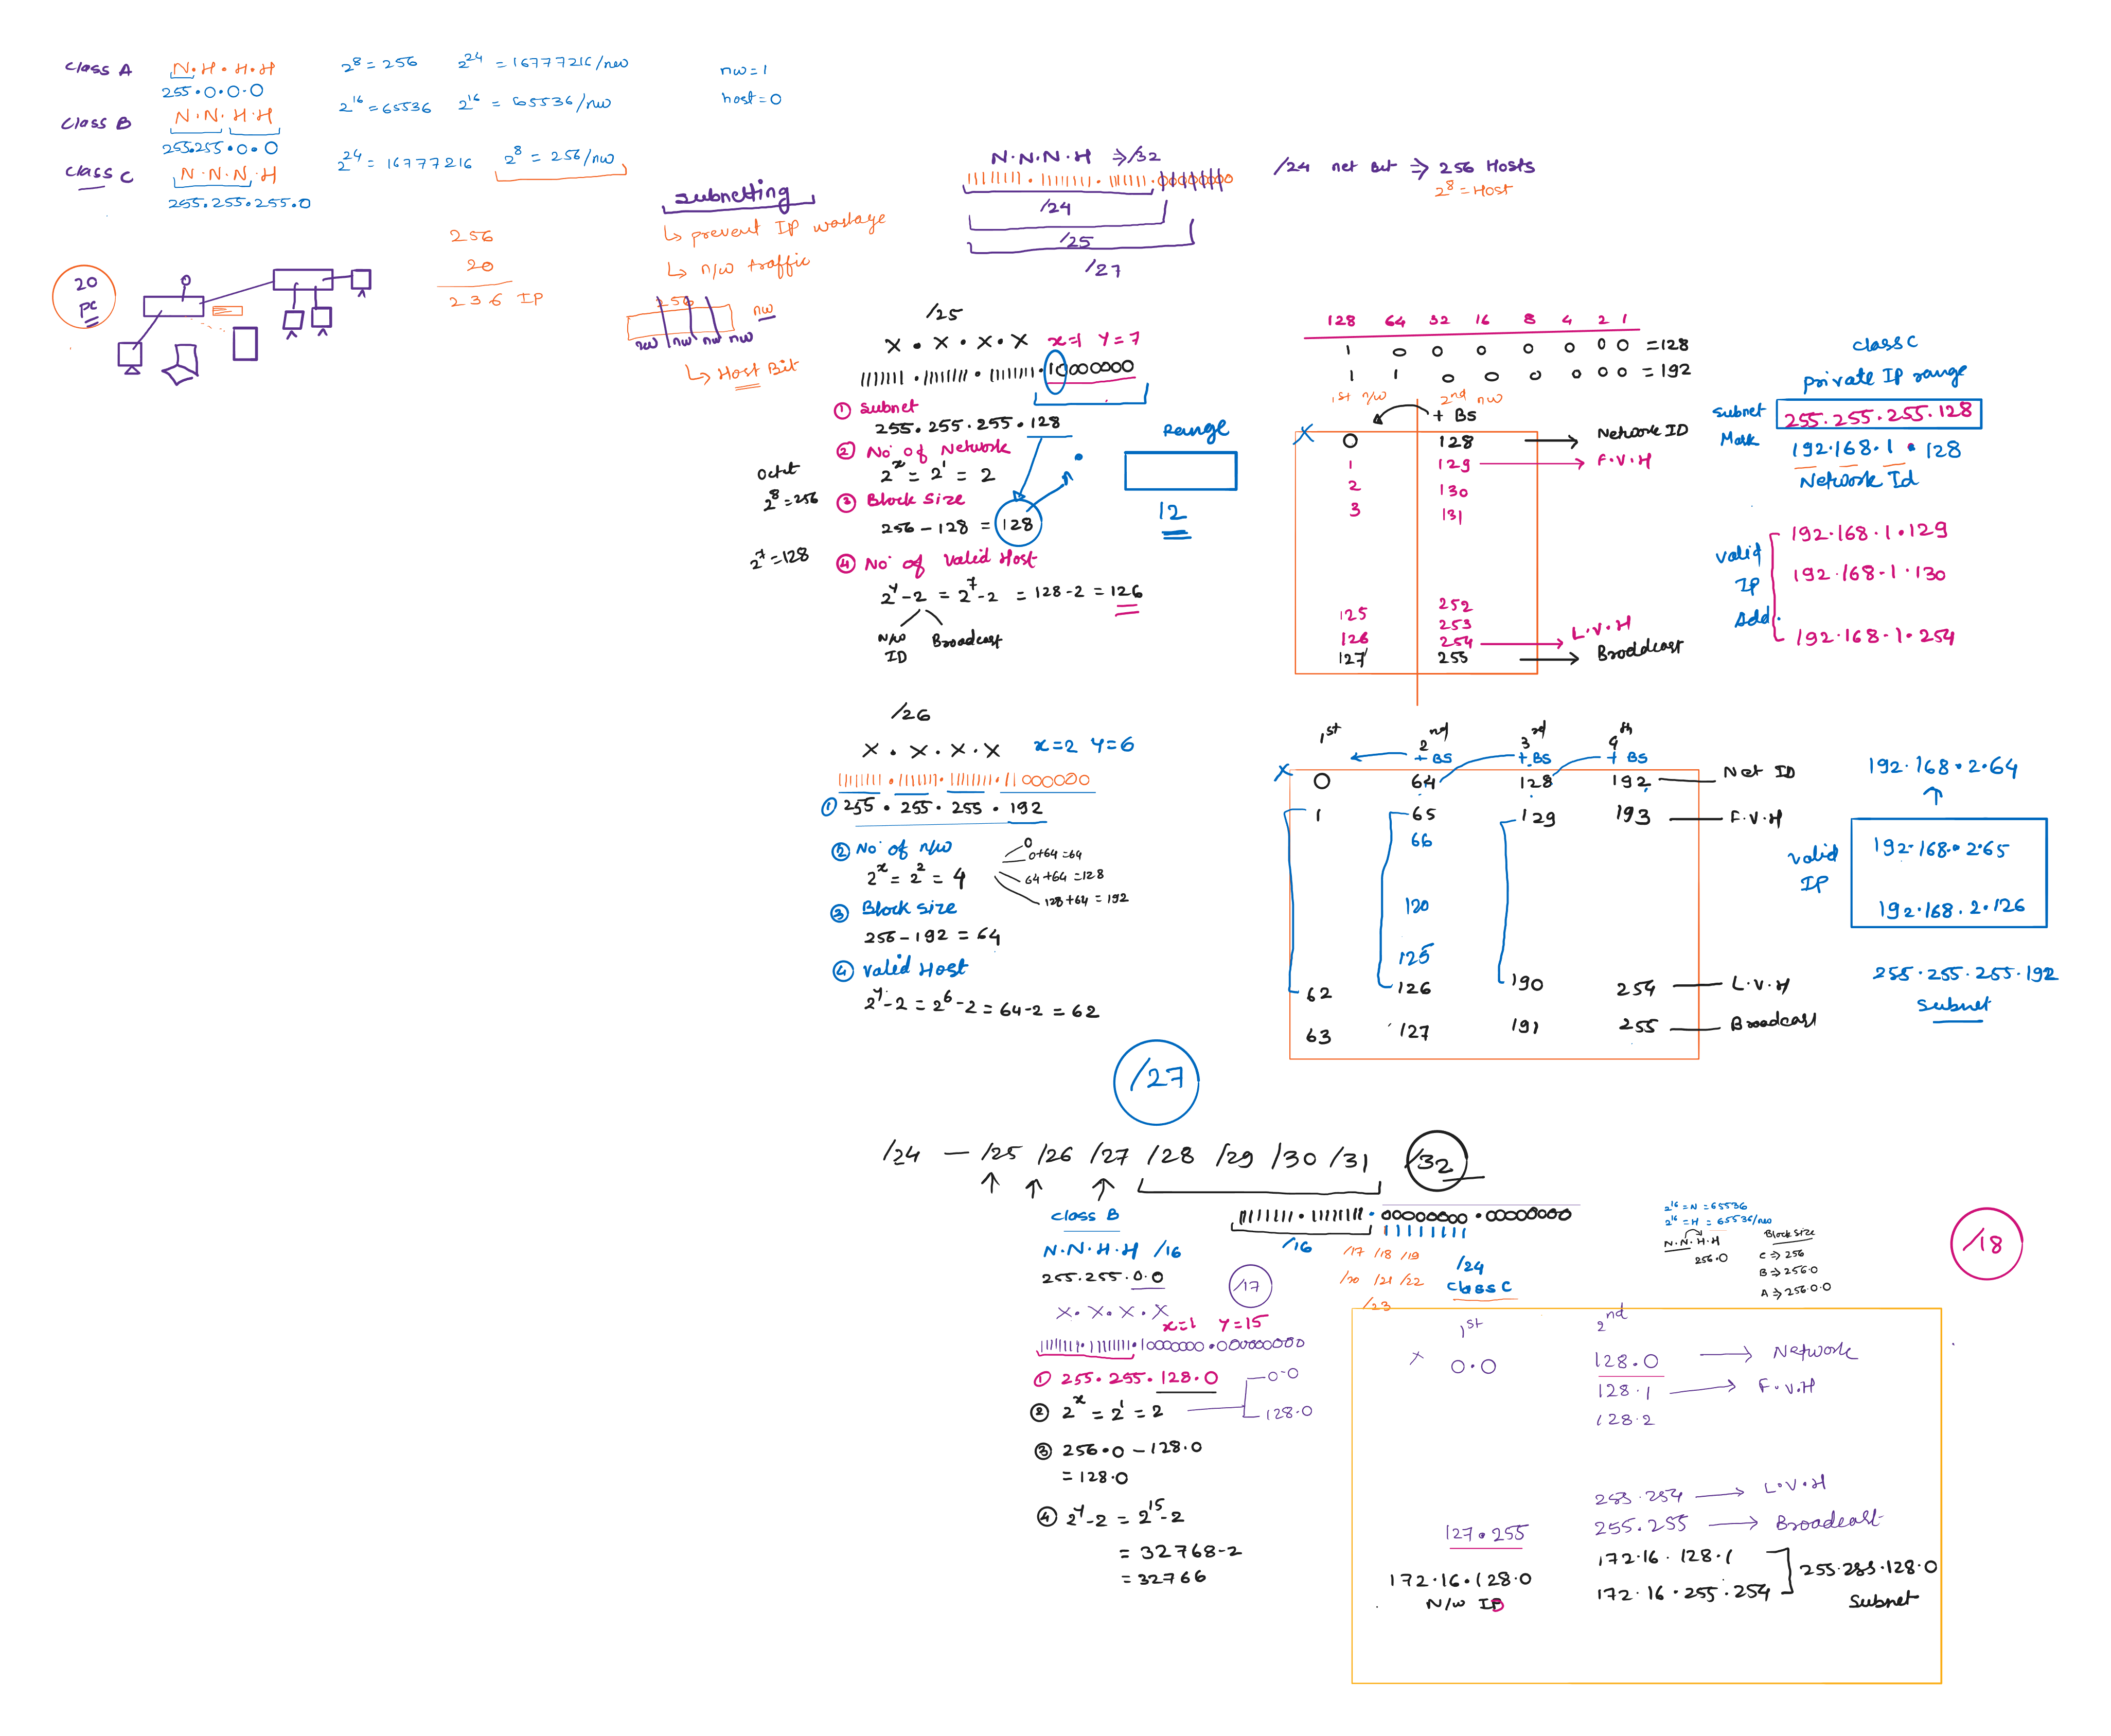 class A N.H.H.H 2^8 = 256 2^24 = 16777216/nw nw = 1
255.0.0.0
class B N.N.H.H 2^16 = 65536 2^16 = 65536/nw host = 0
255.255.0.0
class C N.N.N.H 2^24 = 16777216 2^8 = 256/nw
255.255.255.0
20
PC
256
20
236 IP
subnetting
↳ prevent IP wastage
↳ n/w traffic
256
nw
nw nw nw nw
↳ Host Bit
N.N.N.H ⇒ /32
11111111.11111111.11111111.00000000
/24
/25
/27
/24 net Bit ⇒ 256 Hosts
2^8 = Host
/25
X.X.X.X x=1 Y=7
11111111.11111111.11111111.10000000
① subnet
255.255.255.128
② No of Network
2^x = 2^1 = 2
Octet
2^8 = 256
③ Block Size
256 - 128 = 128
2^7 = 128
④ No of Valid Host
2^y - 2 = 2^7 - 2 = 128 - 2 = 126
N/W ID
Broadcast
Range
12
128 64 32 16 8 4 2 1
1 0 0 0 0 0 0 0 = 128
1 1 0 0 0 0 0 0 = 192
1st n/w 2nd nw
+ BS
X 0 128 → Network ID
1 129 → F.V.H
2 130
3 131
125 252
253
126 254 → L.V.H
127 255 → Broadcast
class C
private IP range
Subnet Mask 255.255.255.128
192.168.1.128
Network Id
Valid IP Add.
192.168.1.129
192.168.1.130
192.168.1.254
/26
X.X.X.X x=2 Y=6
11111111.11111111.11111111.11000000
① 255.255.255.192
② No of n/w
2^x = 2^2 = 4
0
0+64 = 64
64+64 = 128
128+64 = 192
③ Block size
256 - 192 = 64
④ Valid Host
2^y - 2 = 2^6 - 2 = 64 - 2 = 62
1st 2nd 3rd 4th
+ BS + BS + BS
X 0 64 128 192 Net ID
1 65 129 193 F.V.H
66
120
125
62 126 190 254 L.V.H
63 127 191 255 Broadcast
192.168.2.64
↑
Valid IP
192.168.2.65
192.168.2.126
255.255.255.192
Subnet
/27
/24 — /25 /26 /27 /28 /29 /30 /31 /32
class B
N.N.H.H /16
255.255.0.0
11111111.11111111.00000000.00000000
11111111
/16
/17 /18 /19
/20 /21 /22
/23
/24
class C
2^16 = N = 65536
2^16 = H = 65536/nw
N.N.H.H
256.0
Block Size
C ⇒ 256
B ⇒ 256.0
A ⇒ 256.0.0
/18
/17
X.X.X.X
x=1 Y=15
11111111.11111111.10000000.00000000
① 255.255.128.0
② 2^x = 2^1 = 2
0.0
128.0
③ 256.0 - 128.0
= 128.0
④ 2^y - 2 = 2^15 - 2
= 32768 - 2
= 32766
1st 2nd
X 0.0 128.0 → Network
128.1 → F.V.H
128.2
255.254 → L.V.H
127.255 255.255 → Broadcast
172.16.128.0
N/W ID
172.16.128.1
172.16.255.254
255.255.128.0
Subnet